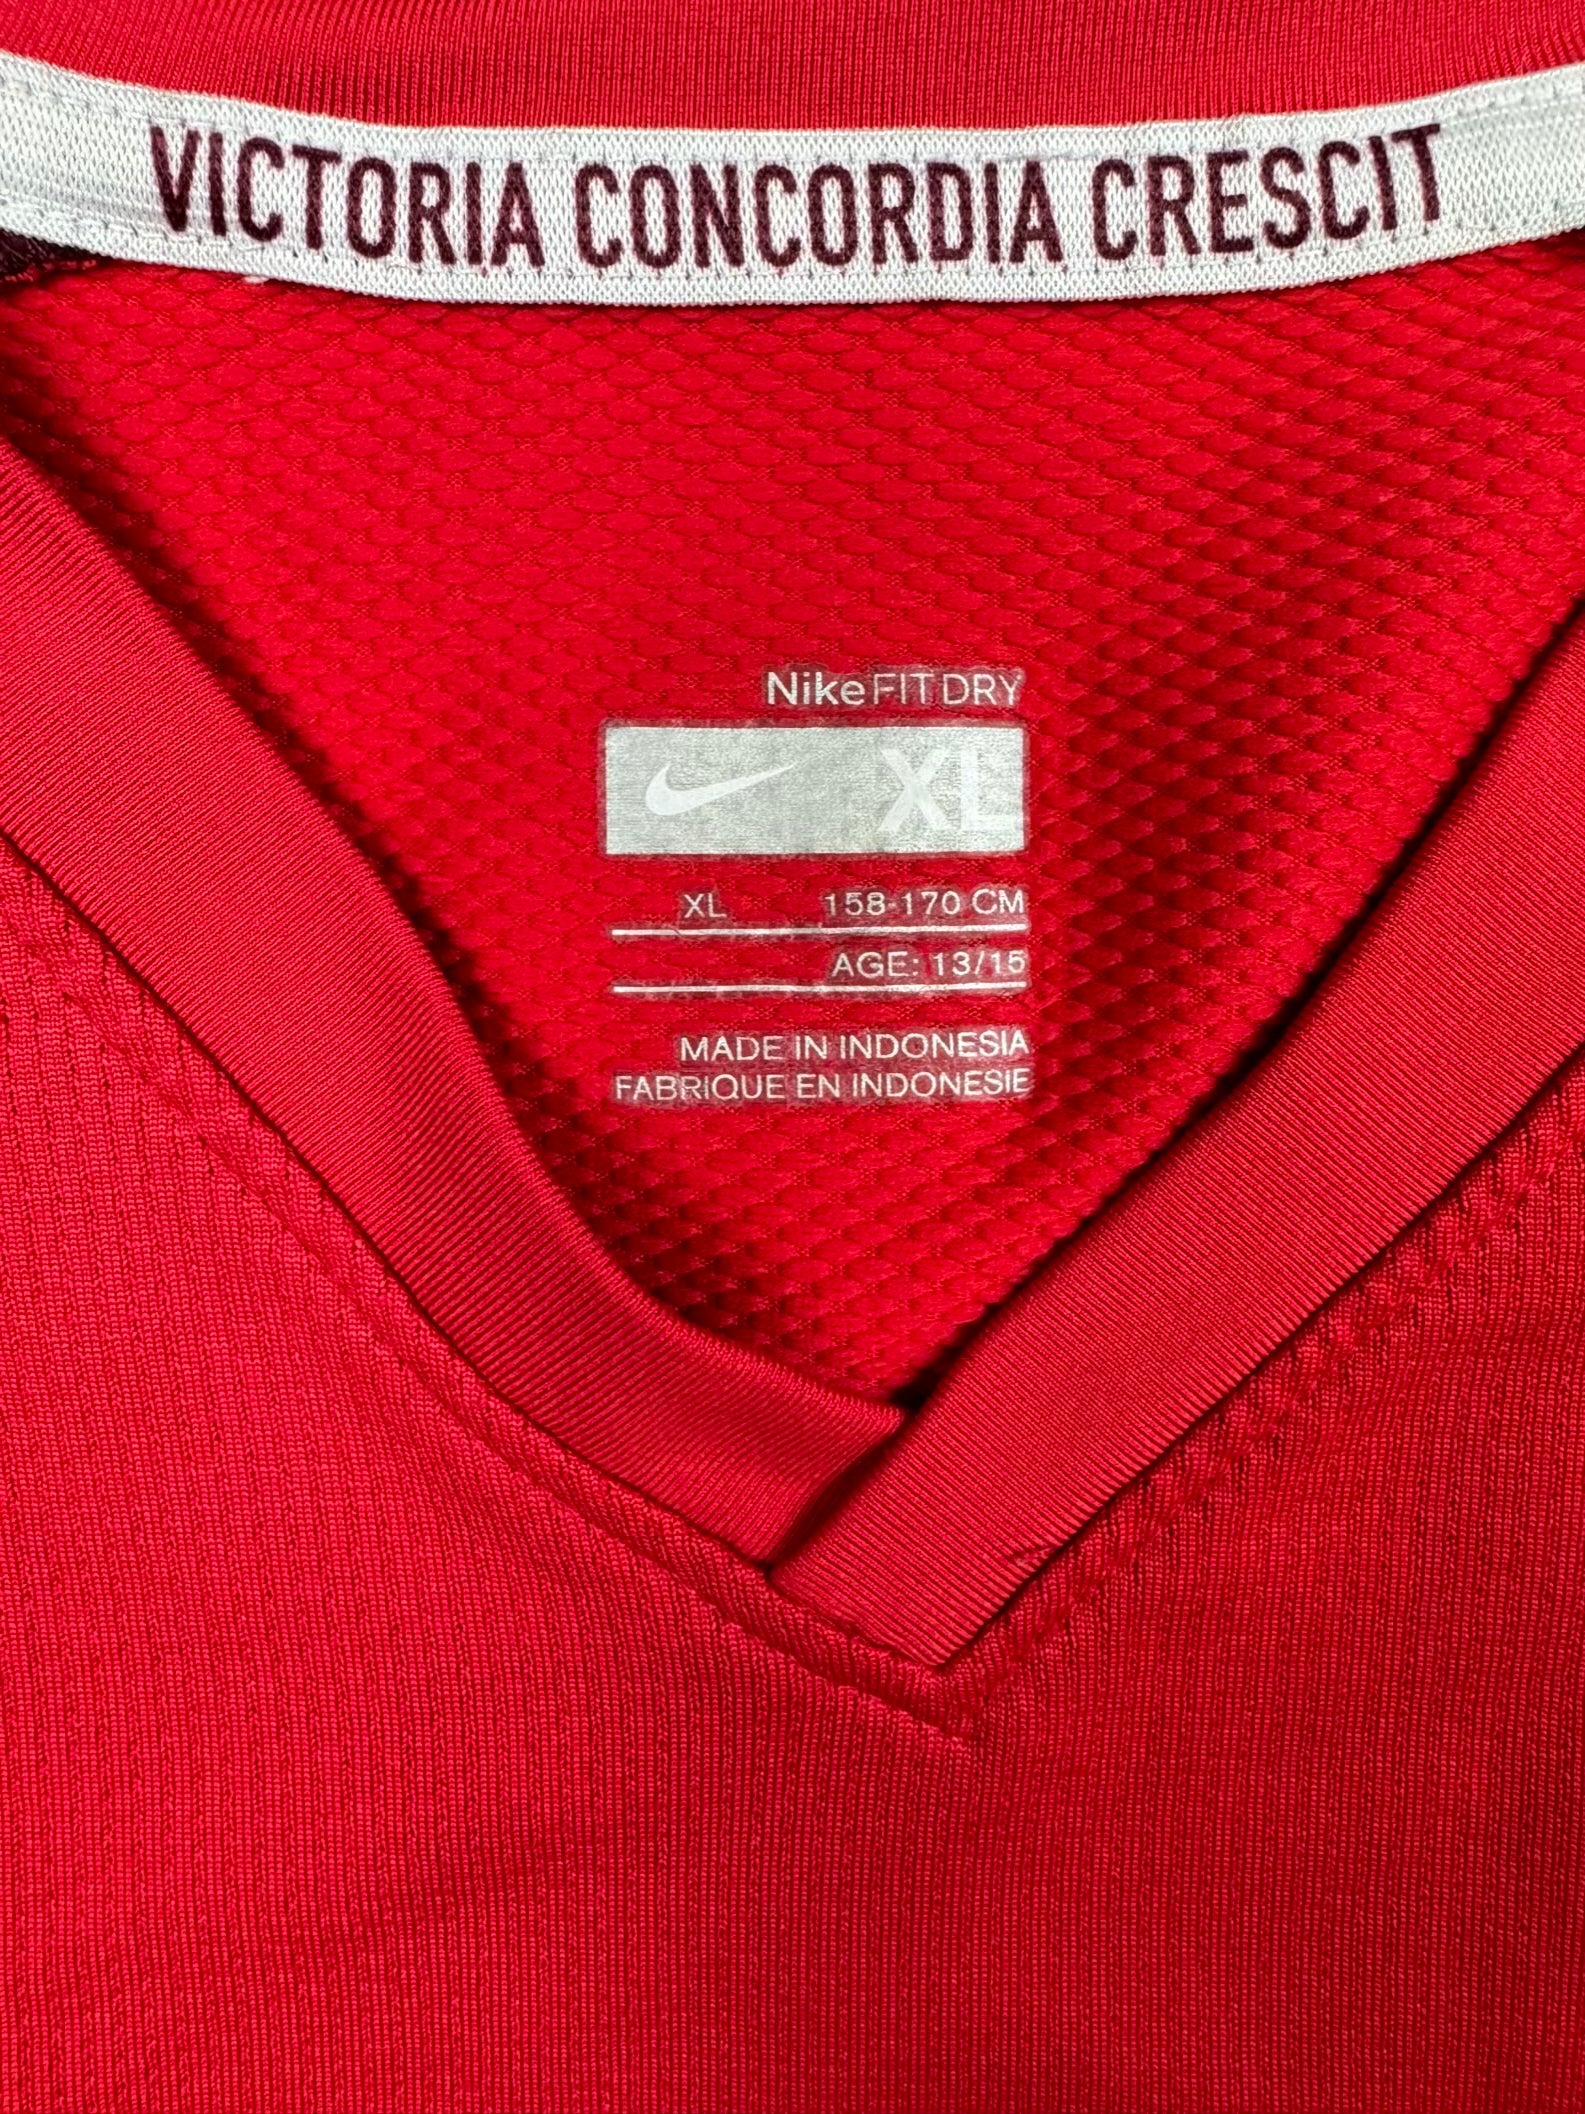 VICTORIA CONCORDIA CRESCIT
NikeFIT DRY
XL
XL 158-170 CM
AGE: 13/15
MADE IN INDONESIA
FABRIQUE EN INDONESIE